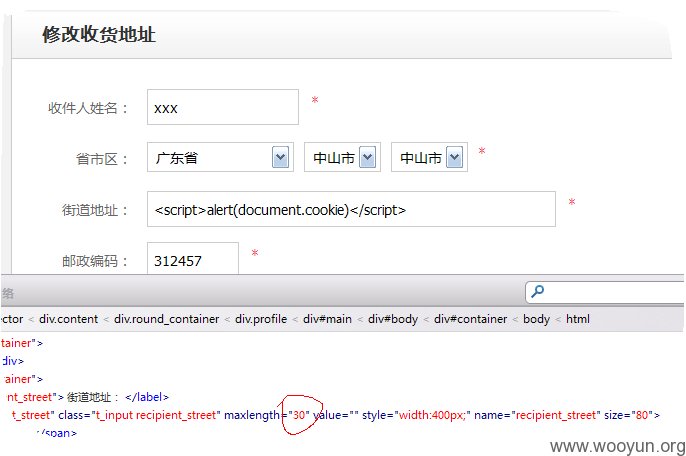 修改收货地址
收件人姓名： xxx *
省市区： 广东省 中山市 中山市 *
街道地址： <script>alert(document.cookie)</script> *
邮政编码： 312457 *
络
ector < div.content < div.round_container < div.profile < div#main < div#body < div#container < body < html
tainer">
div>
ainer">
nt_street"> 街道地址： </label>
t_street" class="t_input recipient_street" maxlength="30" value="" style="width:400px;" name="recipient_street" size="80">
</span>
www.wooyun.org